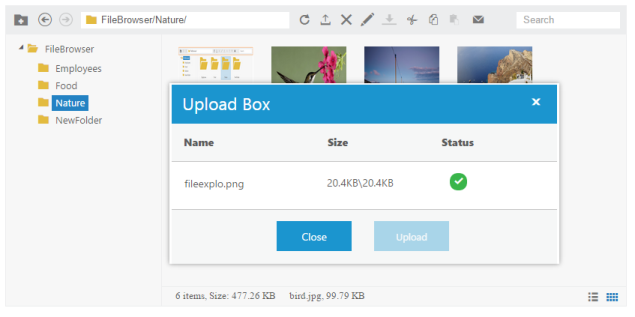 FileBrowser/Nature/
Search
FileBrowser
Employees
Food
Nature
NewFolder
Upload Box
Name Size Status
fileexplo.png 20.4KB\20.4KB
Close Upload
6 items, Size: 477.26 KB bird.jpg, 99.79 KB